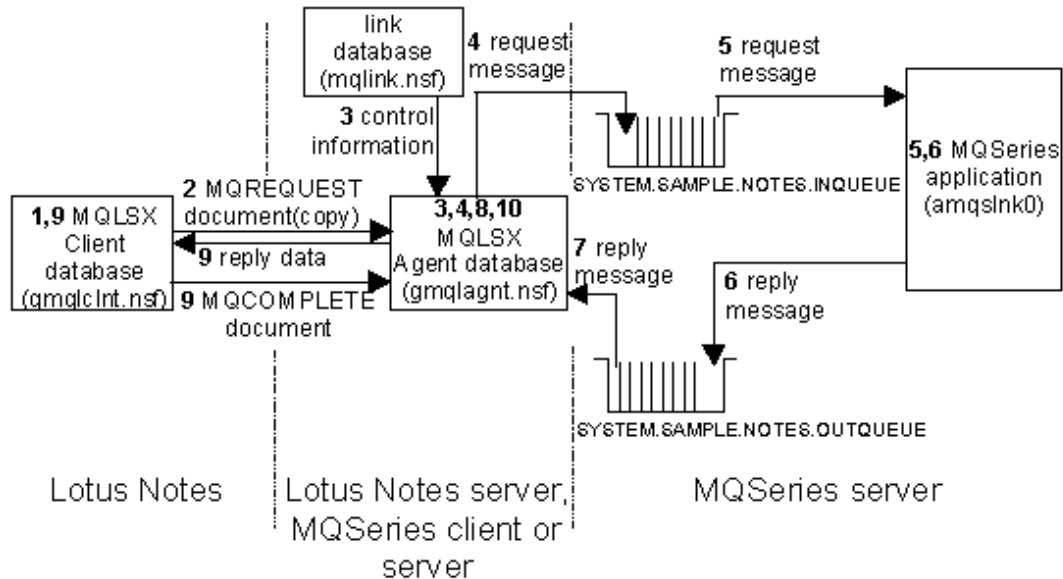 link
database
(mqlink.nsf)
4 request
message
5 request
message
3 control
information
5,6 MQSeries
application
(amqslnk0)
SYSTEM.SAMPLE.NOTES.INQUEUE
2 MQREQUEST
document(copy)
1,9 MQLSX
Client
database
(gmqlclnt.nsf)
9 reply data
9 MQCOMPLETE
document
3,4,8,10
MQLSX
Agent database
(gmqlagnt.nsf)
7 reply
message
6 reply
message
SYSTEM.SAMPLE.NOTES.OUTQUEUE
Lotus Notes
Lotus Notes server,
MQSeries client or
server
MQSeries server